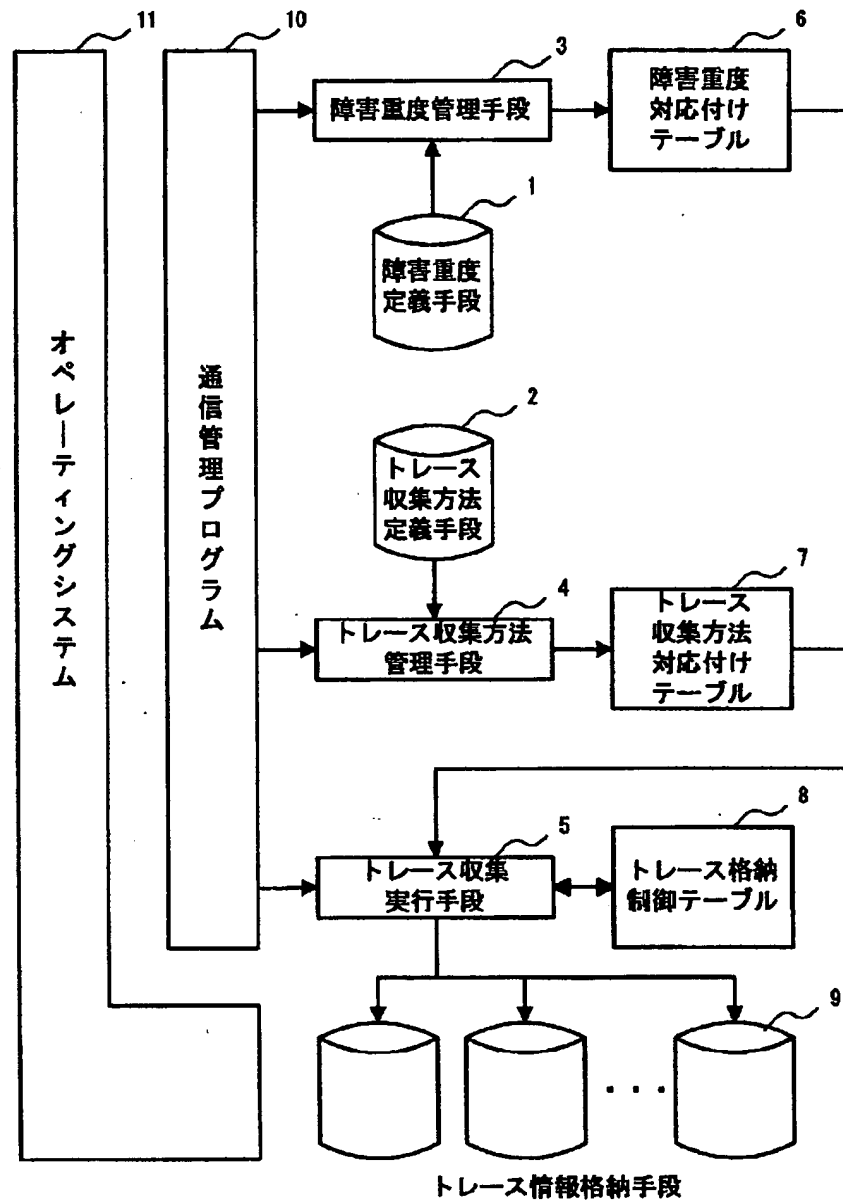 11
10
3
6
障害重度管理手段
障害重度
対応付け
テーブル
1
障害重度
定義手段
オペレーティングシステム
通信管理プログラム
2
トレース
収集方法
定義手段
4
トレース収集方法
管理手段
7
トレース
収集方法
対応付け
テーブル
5
トレース収集
実行手段
8
トレース格納
制御テーブル
9
・・・
トレース情報格納手段